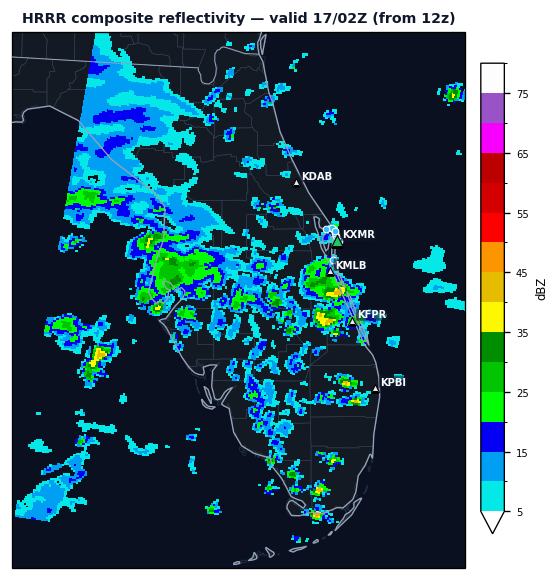 HRRR composite reflectivity — valid 17/02Z (from 12z)
KDAB
KXMR
KMLB
KFPR
KPBI
75
65
55
45
35
25
15
5
dBZ